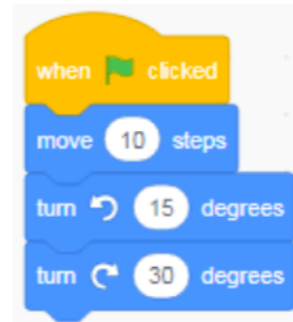 when clicked
move 10 steps
turn 15 degrees
turn 30 degrees